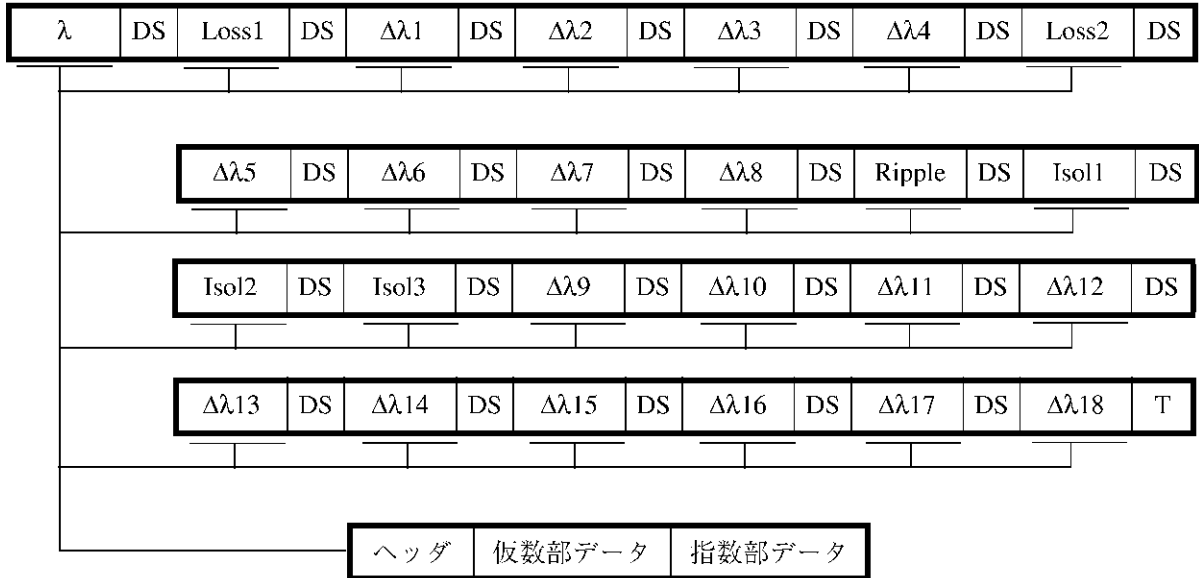 λ DS Loss1 DS Δλ1 DS Δλ2 DS Δλ3 DS Δλ4 DS Loss2 DS
Δλ5 DS Δλ6 DS Δλ7 DS Δλ8 DS Ripple DS Isol1 DS
Isol2 DS Isol3 DS Δλ9 DS Δλ10 DS Δλ11 DS Δλ12 DS
Δλ13 DS Δλ14 DS Δλ15 DS Δλ16 DS Δλ17 DS Δλ18 T
ヘッダ 仮数部データ 指数部データ